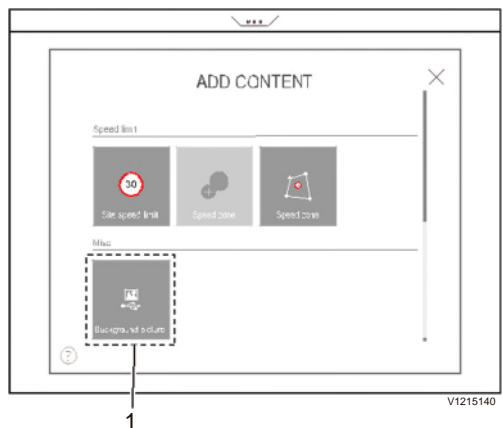 ADD CONTENT
Speed limit
30
Site speed limit
Speed zone
Speed zone
Misc
Background picture
?
V1215140
1